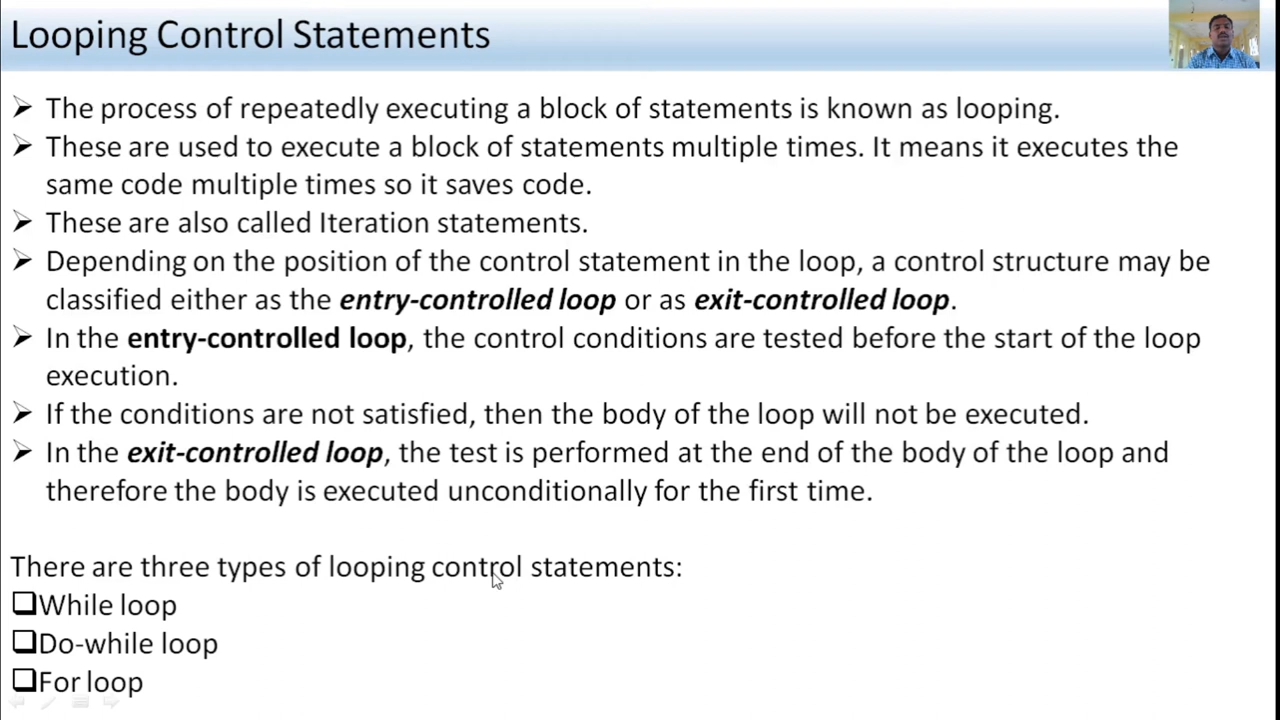 Looping Control Statements
➢ The process of repeatedly executing a block of statements is known as looping.
➢ These are used to execute a block of statements multiple times. It means it executes the
same code multiple times so it saves code.
➢ These are also called Iteration statements.
➢ Depending on the position of the control statement in the loop, a control structure may be
classified either as the entry-controlled loop or as exit-controlled loop.
➢ In the entry-controlled loop, the control conditions are tested before the start of the loop
execution.
➢ If the conditions are not satisfied, then the body of the loop will not be executed.
➢ In the exit-controlled loop, the test is performed at the end of the body of the loop and
therefore the body is executed unconditionally for the first time.
There are three types of looping control statements:
❑While loop
❑Do-while loop
❑For loop